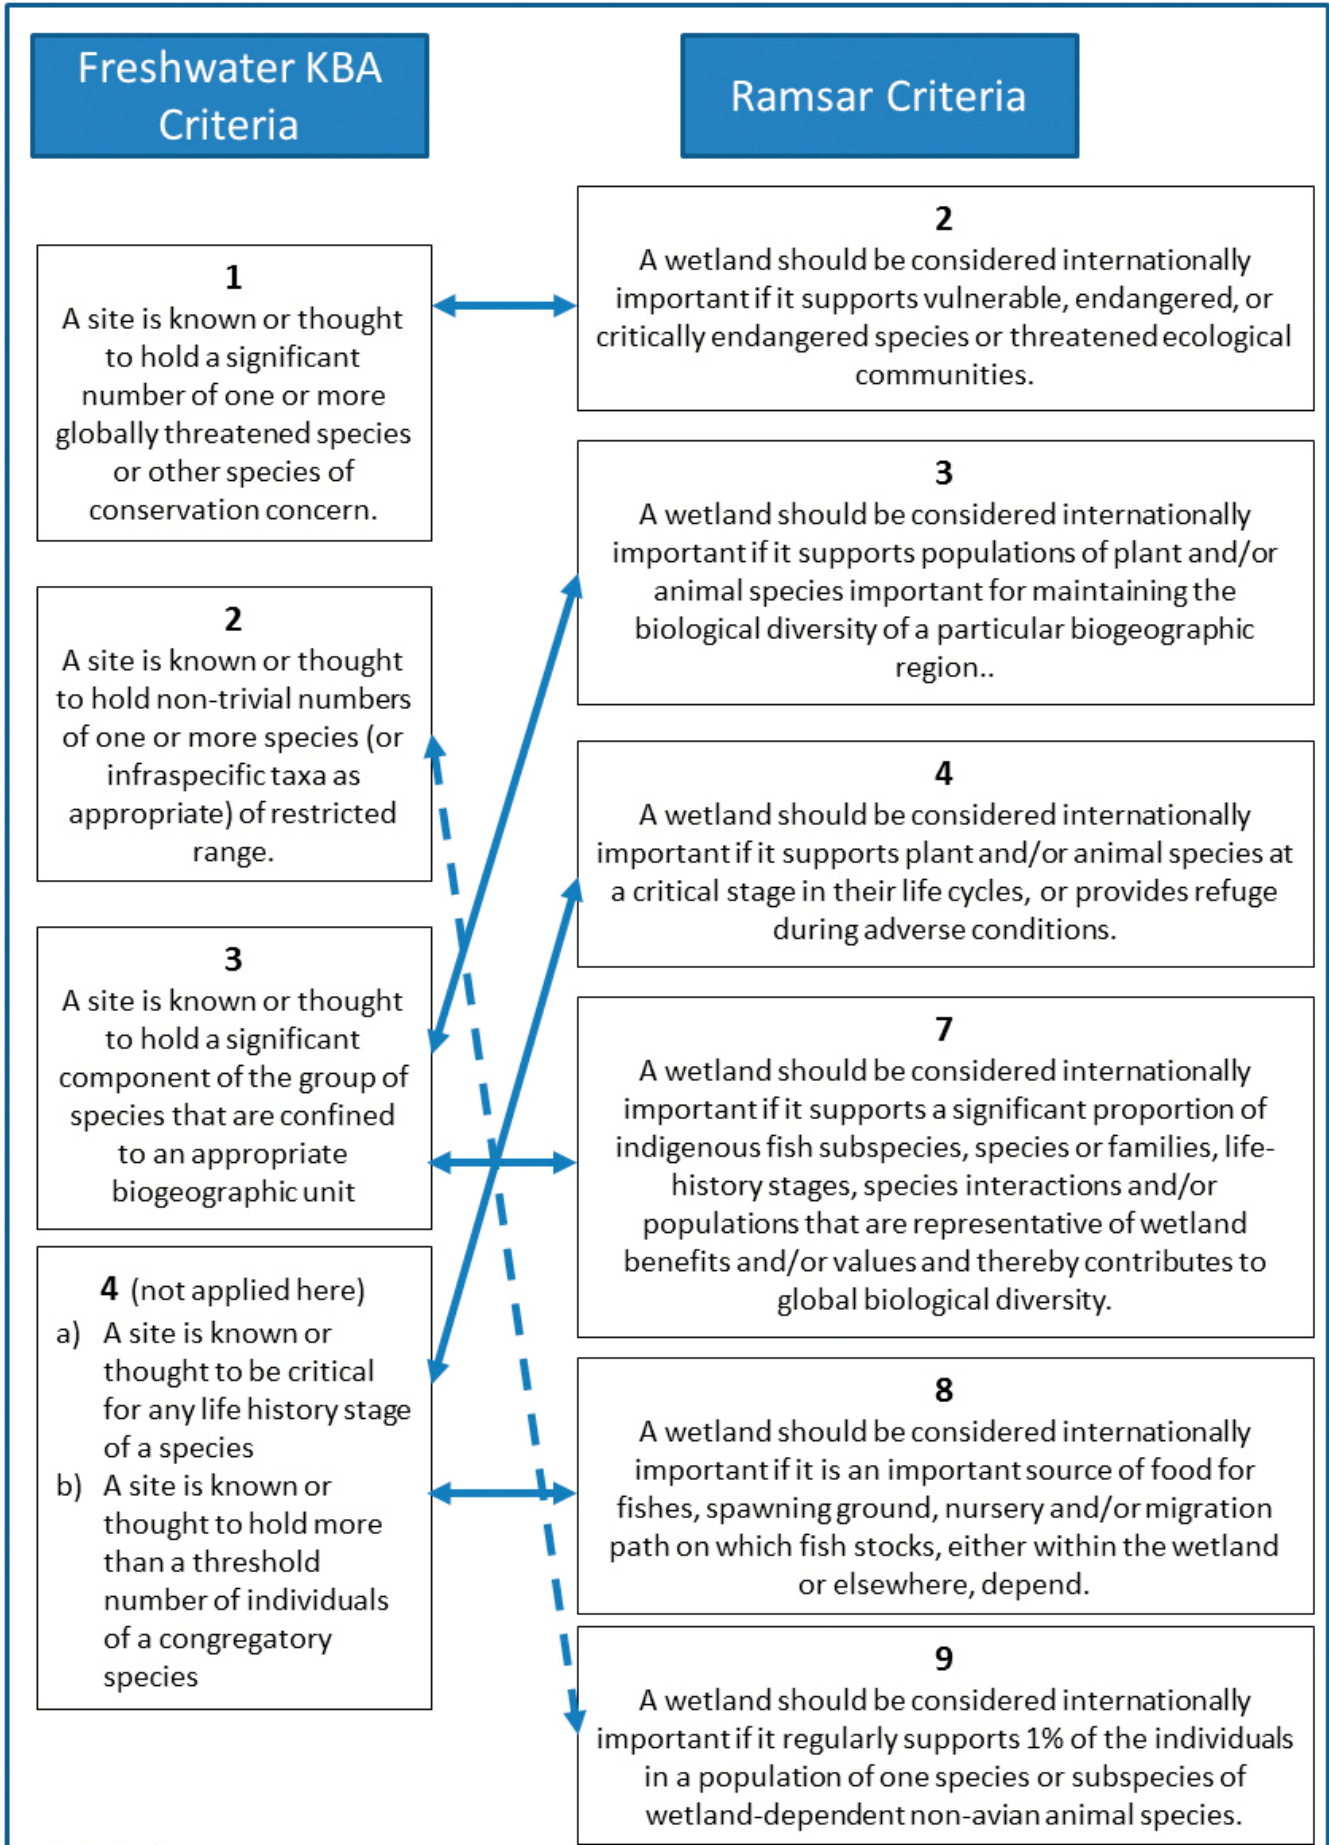 Freshwater KBA
Criteria
Ramsar Criteria
1
A site is known or thought
to hold a significant
number of one or more
globally threatened species
or other species of
conservation concern.
2
A site is known or thought
to hold non-trivial numbers
of one or more species (or
infraspecific taxa as
appropriate) of restricted
range.
3
A site is known or thought
to hold a significant
component of the group of
species that are confined
to an appropriate
biogeographic unit
4 (not applied here)
a) A site is known or
thought to be critical
for any life history stage
of a species
b) A site is known or
thought to hold more
than a threshold
number of individuals
of a congregatory
species
2
A wetland should be considered internationally
important if it supports vulnerable, endangered, or
critically endangered species or threatened ecological
communities.
3
A wetland should be considered internationally
important if it supports populations of plant and/or
animal species important for maintaining the
biological diversity of a particular biogeographic
region..
4
A wetland should be considered internationally
important if it supports plant and/or animal species at
a critical stage in their life cycles, or provides refuge
during adverse conditions.
7
A wetland should be considered internationally
important if it supports a significant proportion of
indigenous fish subspecies, species or families, life-
history stages, species interactions and/or
populations that are representative of wetland
benefits and/or values and thereby contributes to
global biological diversity.
8
A wetland should be considered internationally
important if it is an important source of food for
fishes, spawning ground, nursery and/or migration
path on which fish stocks, either within the wetland
or elsewhere, depend.
9
A wetland should be considered internationally
important if it regularly supports 1% of the individuals
in a population of one species or subspecies of
wetland-dependent non-avian animal species.